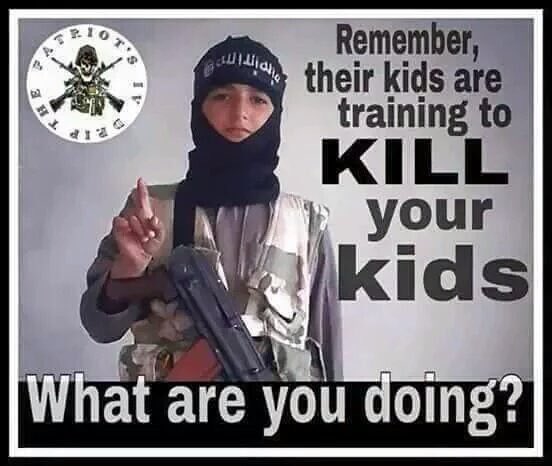 THE PATRIOT'S IV DRIP
Remember,
their kids are
training to
KILL
your
kids
What are you doing?